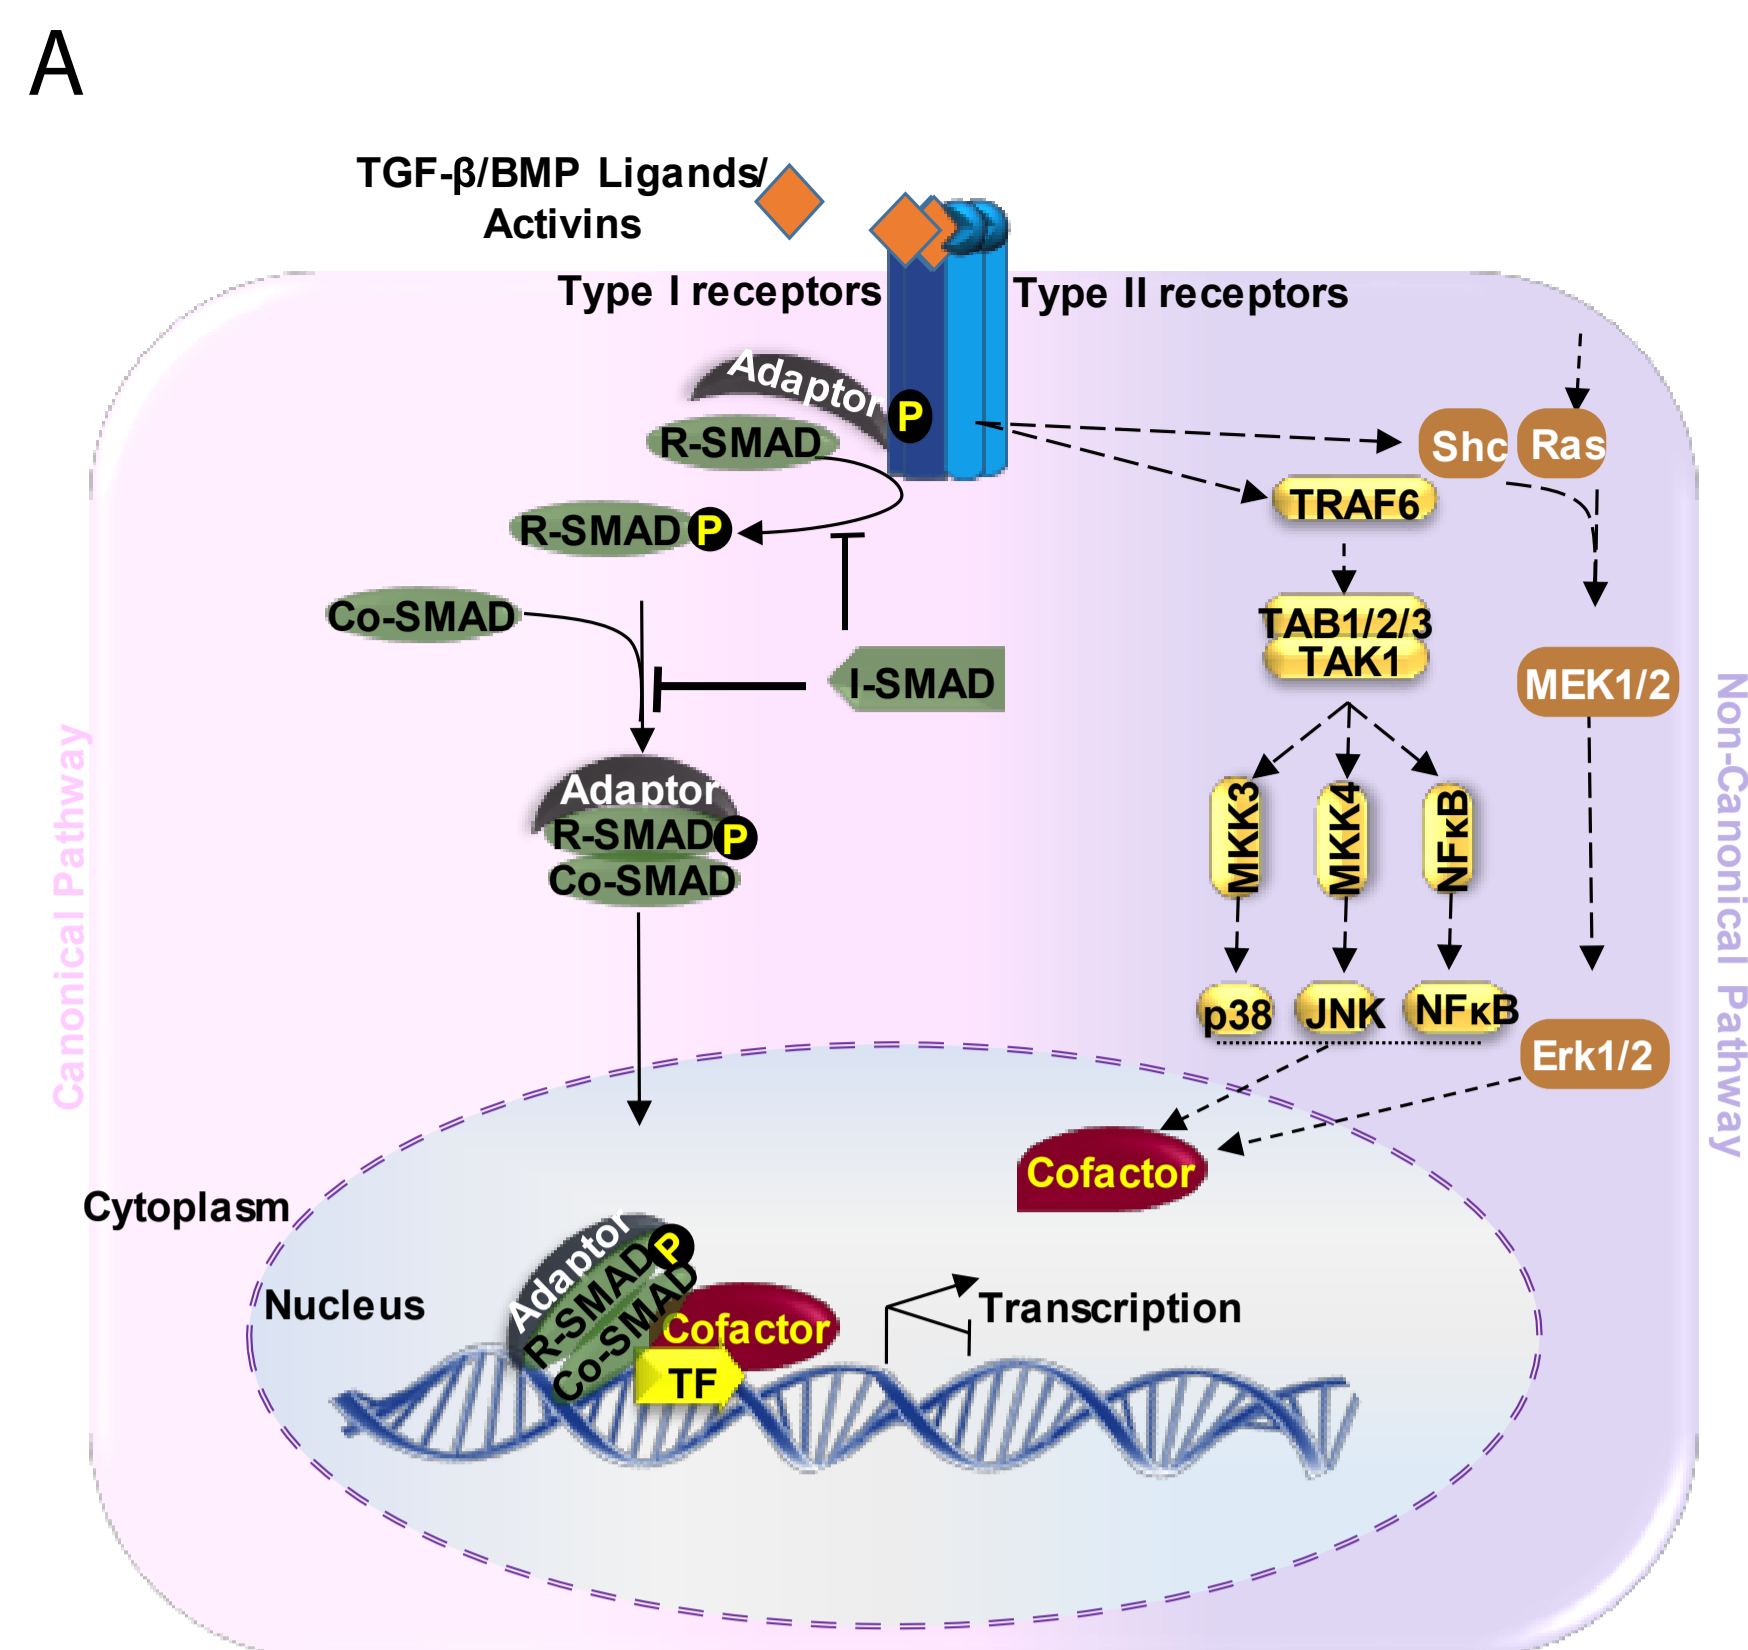 A
TGF-β/BMP Ligands/
Activins
Type I receptors
Type II receptors
Adaptor
P
R-SMAD
Shc
Ras
TRAF6
R-SMAD
P
Co-SMAD
TAB1/2/3
TAK1
I-SMAD
MEK1/2
Adaptor
R-SMAD
P
Co-SMAD
MKK3
MKK4
NFκB
Canonical Pathway
Non-Canonical Pathway
p38
JNK
NFκB
Erk1/2
Cofactor
Cytoplasm
Nucleus
Adaptor
R-SMAD
P
Co-SMAD
Cofactor
TF
Transcription